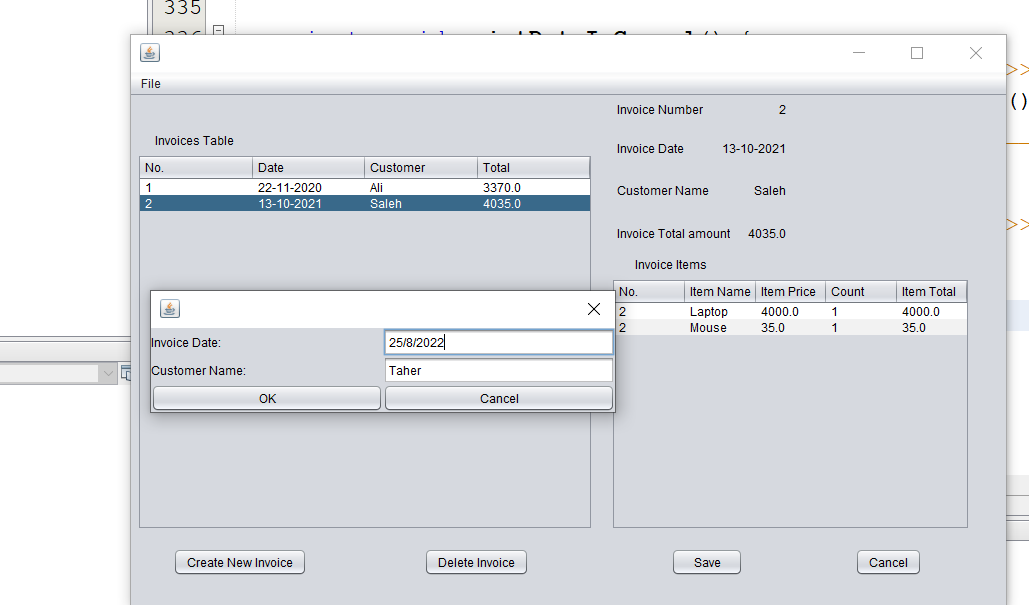 335
File
Invoice Number 2
Invoices Table
Invoice Date 13-10-2021
No. Date Customer Total
1 22-11-2020 Ali 3370.0
2 13-10-2021 Saleh 4035.0
Customer Name Saleh
Invoice Total amount 4035.0
Invoice Items
No. Item Name Item Price Count Item Total
2 Laptop 4000.0 1 4000.0
2 Mouse 35.0 1 35.0
Invoice Date: 25/8/2022
Customer Name: Taher
OK Cancel
Create New Invoice Delete Invoice Save Cancel
>>
()
>>